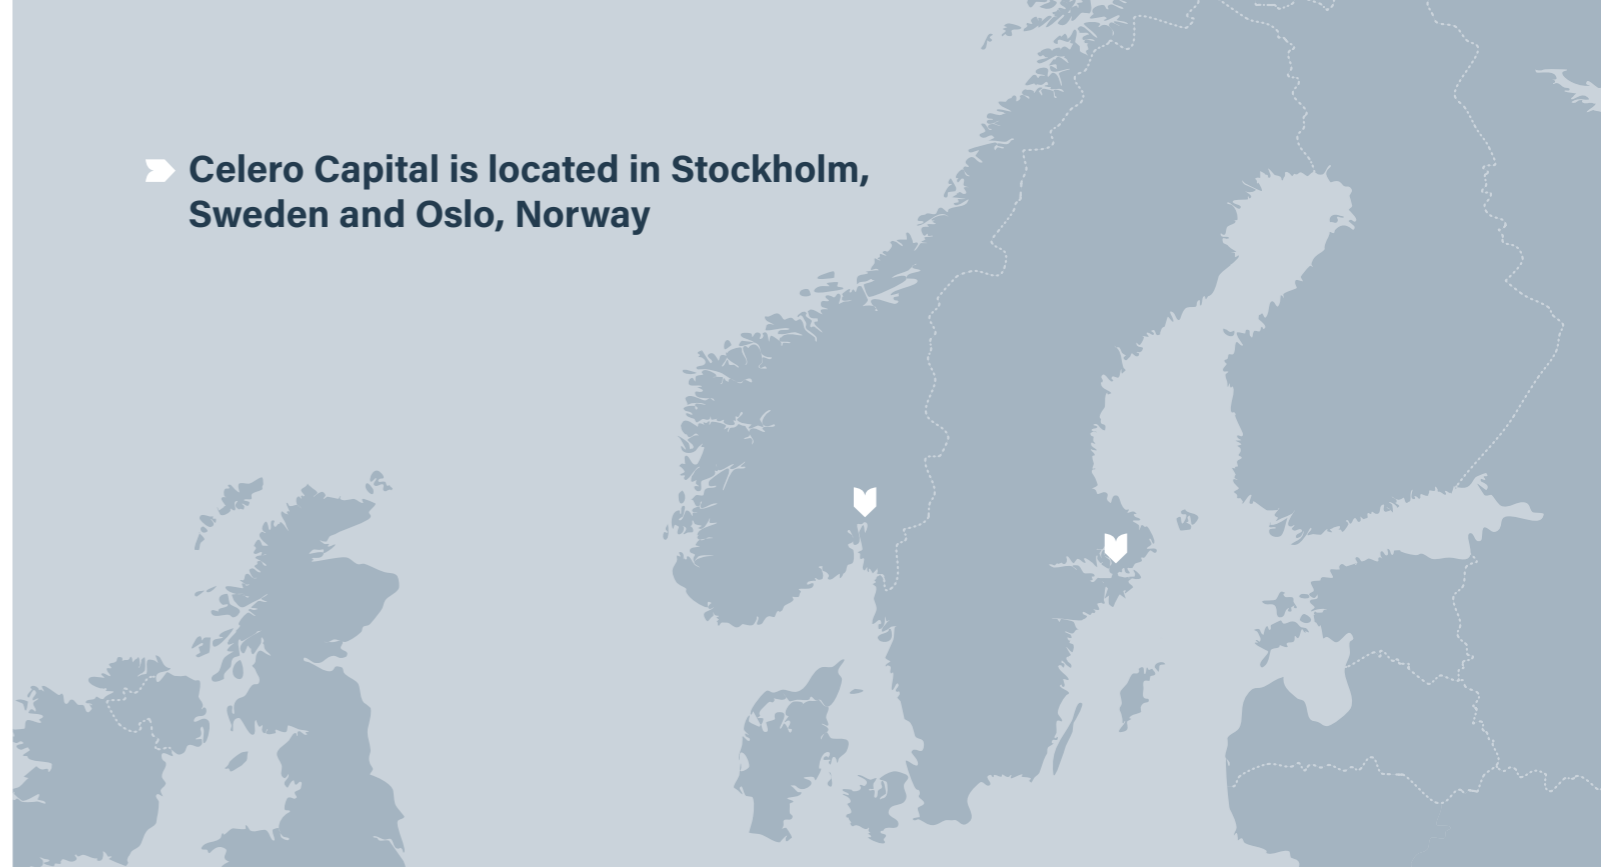 Celero Capital is located in Stockholm,
Sweden and Oslo, Norway